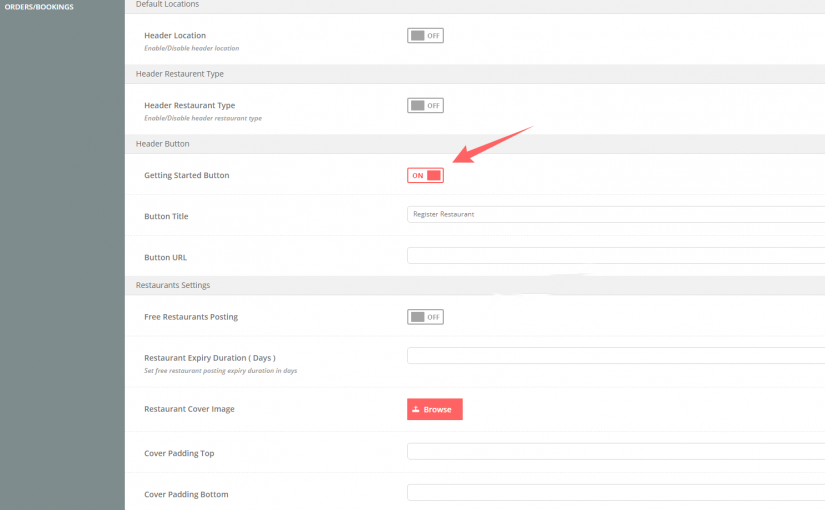 ORDERS/BOOKINGS
Default Locations
Header Location
OFF
Enable/Disable header location
Header Restaurent Type
Header Restaurant Type
OFF
Enable/Disable header restaurant type
Header Button
Getting Started Button
ON
Button Title
Register Restaurant
Button URL
Restaurants Settings
Free Restaurants Posting
OFF
Restaurant Expiry Duration ( Days )
Set free restaurant posting expiry duration in days
Restaurant Cover Image
Browse
Cover Padding Top
Cover Padding Bottom